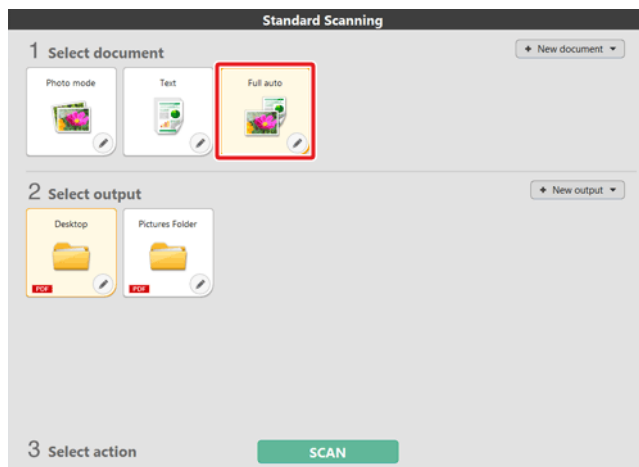 Standard Scanning
1 Select document
+ New document
Photo mode
Text
Full auto
2 Select output
+ New output
Desktop
Pictures Folder
PDF
PDF
3 Select action
SCAN